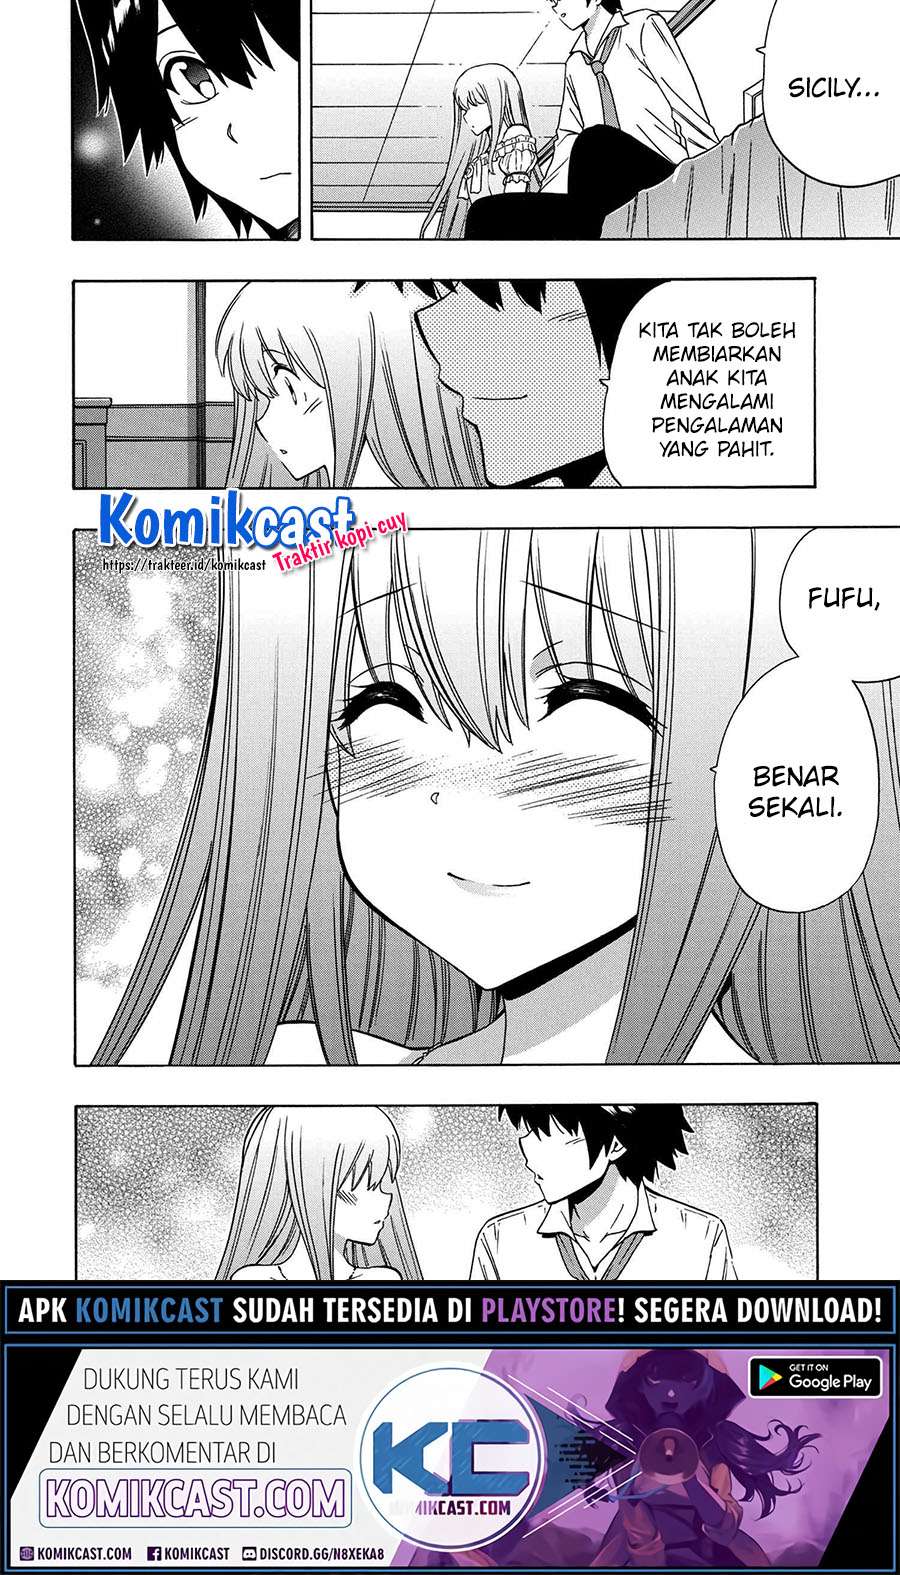 SICILY...
KITA TAK BOLEH
MEMBIARKAN
ANAK KITA
MENGALAMI
PENGALAMAN
YANG PAHIT.
Komikcast
Traktir kopi cuy
https://trakteer.id/komikcast
FUFU,
BENAR
SEKALI.
APK KOMIKCAST SUDAH TERSEDIA DI PLAYSTORE! SEGERA DOWNLOAD!
DUKUNG TERUS KAMI
DENGAN SELALU MEMBACA
DAN BERKOMENTAR DI
KOMIKCAST.COM
KOMIKCAST.COM KOMIKCAST DISCORD.GG/N8XEKA8
KC
WWW.KOMIKCAST.COM
GET IT ON
Google Play